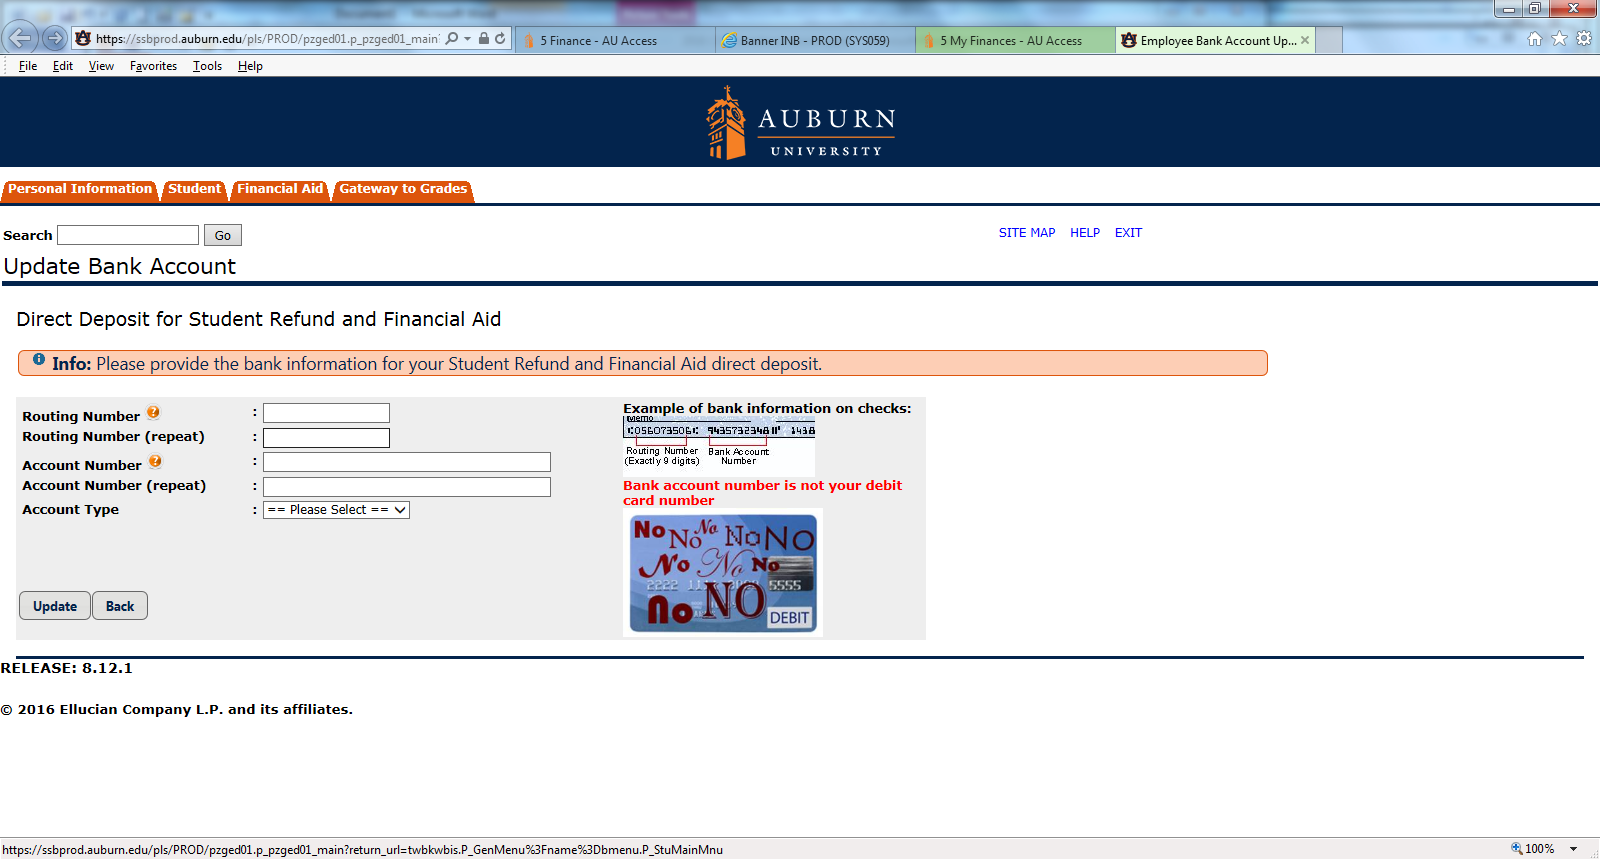 https://ssbprod.auburn.edu/pls/PROD/pzged01.p_pzged01_main?
5 Finance - AU Access
Banner INB - PROD (SYS059)
5 My Finances - AU Access
Employee Bank Account Up...
File Edit View Favorites Tools Help
AUBURN
UNIVERSITY
Personal Information
Student
Financial Aid
Gateway to Grades
Search
Go
SITE MAP HELP EXIT
Update Bank Account
Direct Deposit for Student Refund and Financial Aid
Info: Please provide the bank information for your Student Refund and Financial Aid direct deposit.
Routing Number :
Routing Number (repeat) :
Account Number :
Account Number (repeat) :
Account Type : == Please Select ==
Update
Back
Example of bank information on checks:
Memo
⑆056073506⑆ 943573234811⑈ 1438
Routing Number
(Exactly 9 digits)
Bank Account
Number
Bank account number is not your debit
card number
No No No No NO
No No No
5555
No NO
DEBIT
RELEASE: 8.12.1
© 2016 Ellucian Company L.P. and its affiliates.
https://ssbprod.auburn.edu/pls/PROD/pzged01.p_pzged01_main?return_url=twbkwbis.P_GenMenu%3Fname%3Dbmenu.P_StuMainMnu
100%